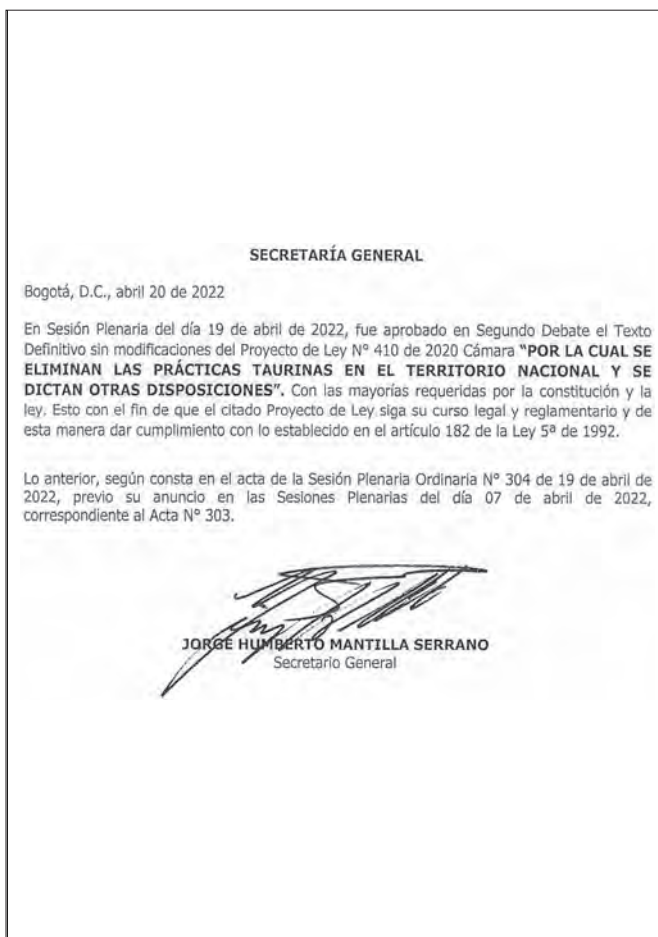 SECRETARÍA GENERAL
Bogotá, D.C., abril 20 de 2022
En Sesión Plenaria del día 19 de abril de 2022, fue aprobado en Segundo Debate el Texto
Definitivo sin modificaciones del Proyecto de Ley N° 410 de 2020 Cámara "POR LA CUAL SE
ELIMINAN LAS PRÁCTICAS TAURINAS EN EL TERRITORIO NACIONAL Y SE
DICTAN OTRAS DISPOSICIONES". Con las mayorías requeridas por la constitución y la
ley. Esto con el fin de que el citado Proyecto de Ley siga su curso legal y reglamentario y de
esta manera dar cumplimiento con lo establecido en el artículo 182 de la Ley 5ª de 1992.
Lo anterior, según consta en el acta de la Sesión Plenaria Ordinaria N° 304 de 19 de abril de
2022, previo su anuncio en las Sesiones Plenarias del día 07 de abril de 2022,
correspondiente al Acta N° 303.
JORGE HUMBERTO MANTILLA SERRANO
Secretario General